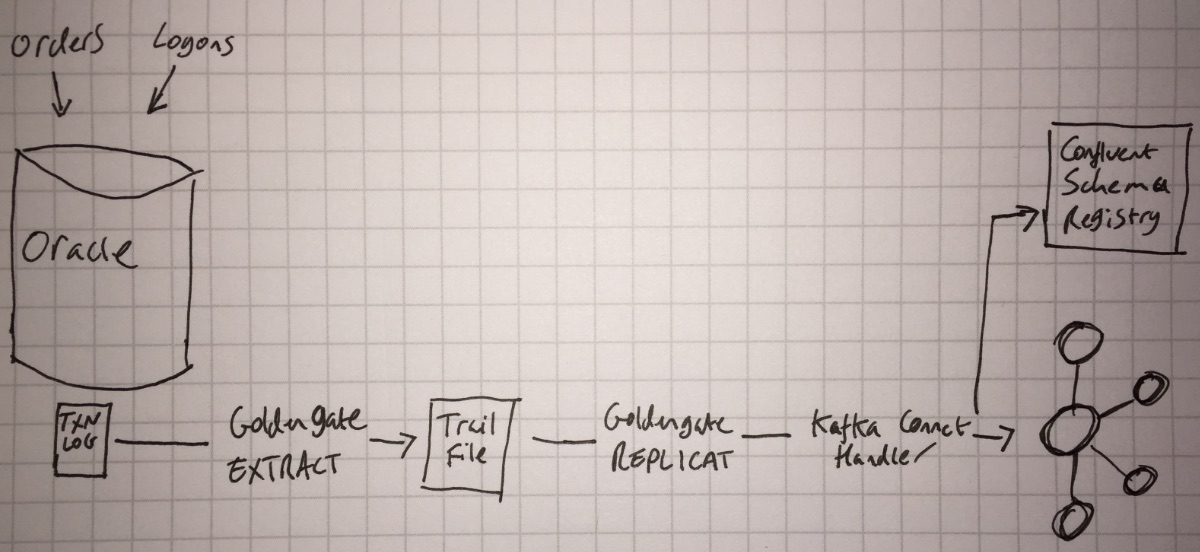 Orders
Logons
Oracle
Confluent
Schema
Registry
TXN
LOG
Goldengate
EXTRACT
Trail
File
Goldengate
REPLICAT
Kafka Connect
Handler